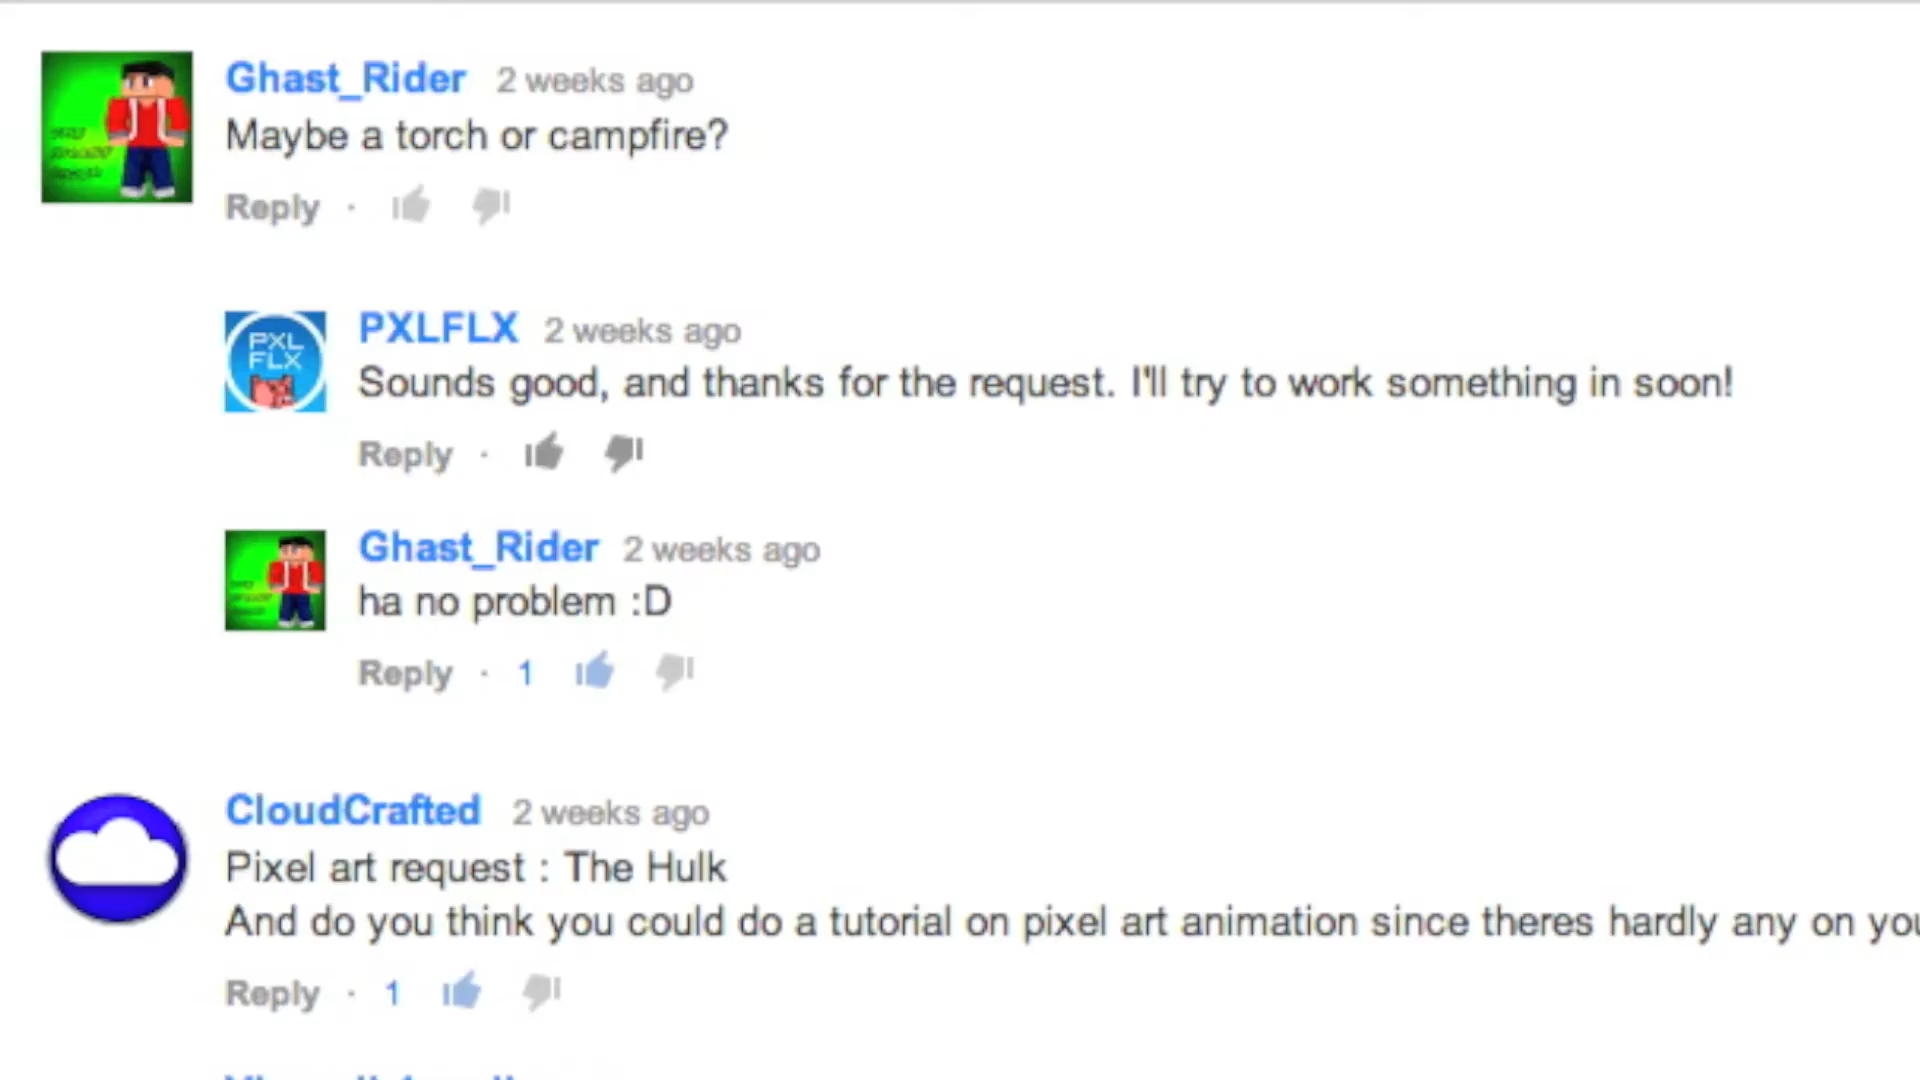 Ghast_Rider 2 weeks ago
Maybe a torch or campfire?
Reply ·
PXL
FLX
PXLFLX 2 weeks ago
Sounds good, and thanks for the request. I'll try to work something in soon!
Reply ·
Ghast_Rider 2 weeks ago
ha no problem :D
Reply · 1
CloudCrafted 2 weeks ago
Pixel art request : The Hulk
And do you think you could do a tutorial on pixel art animation since theres hardly any on
Reply · 1